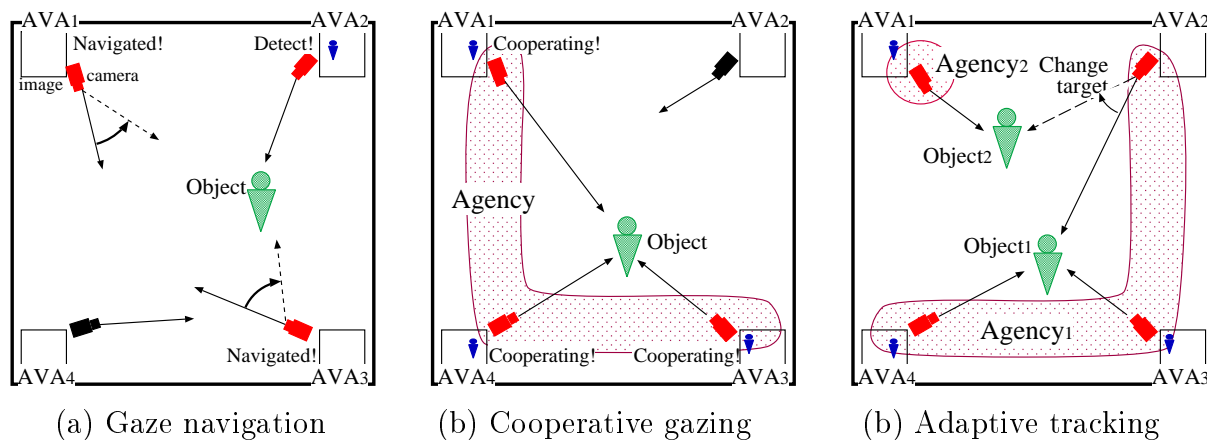 AVA1
AVA2
Navigated!
Detect!
image
camera
Object
Navigated!
AVA4
AVA3
(a) Gaze navigation
AVA1
AVA2
Cooperating!
Agency
Object
Cooperating!
Cooperating!
AVA4
AVA3
(b) Cooperative gazing
AVA1
AVA2
Agency2
Change
target
Object2
Object1
Agency1
AVA4
AVA3
(b) Adaptive tracking